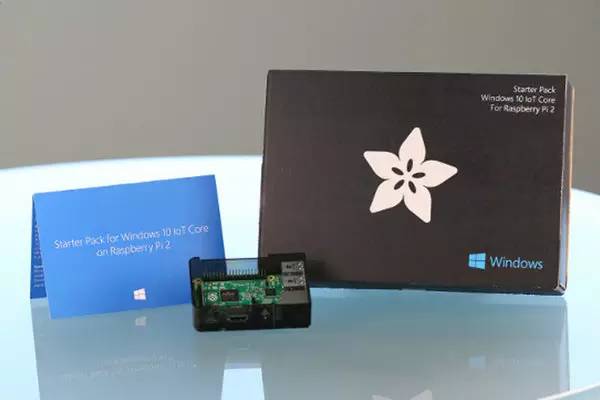 Starter Pack
Windows 10 IoT Core
For Raspberry Pi 2
Windows
Starter Pack for Windows 10 IoT Core
on Raspberry Pi 2